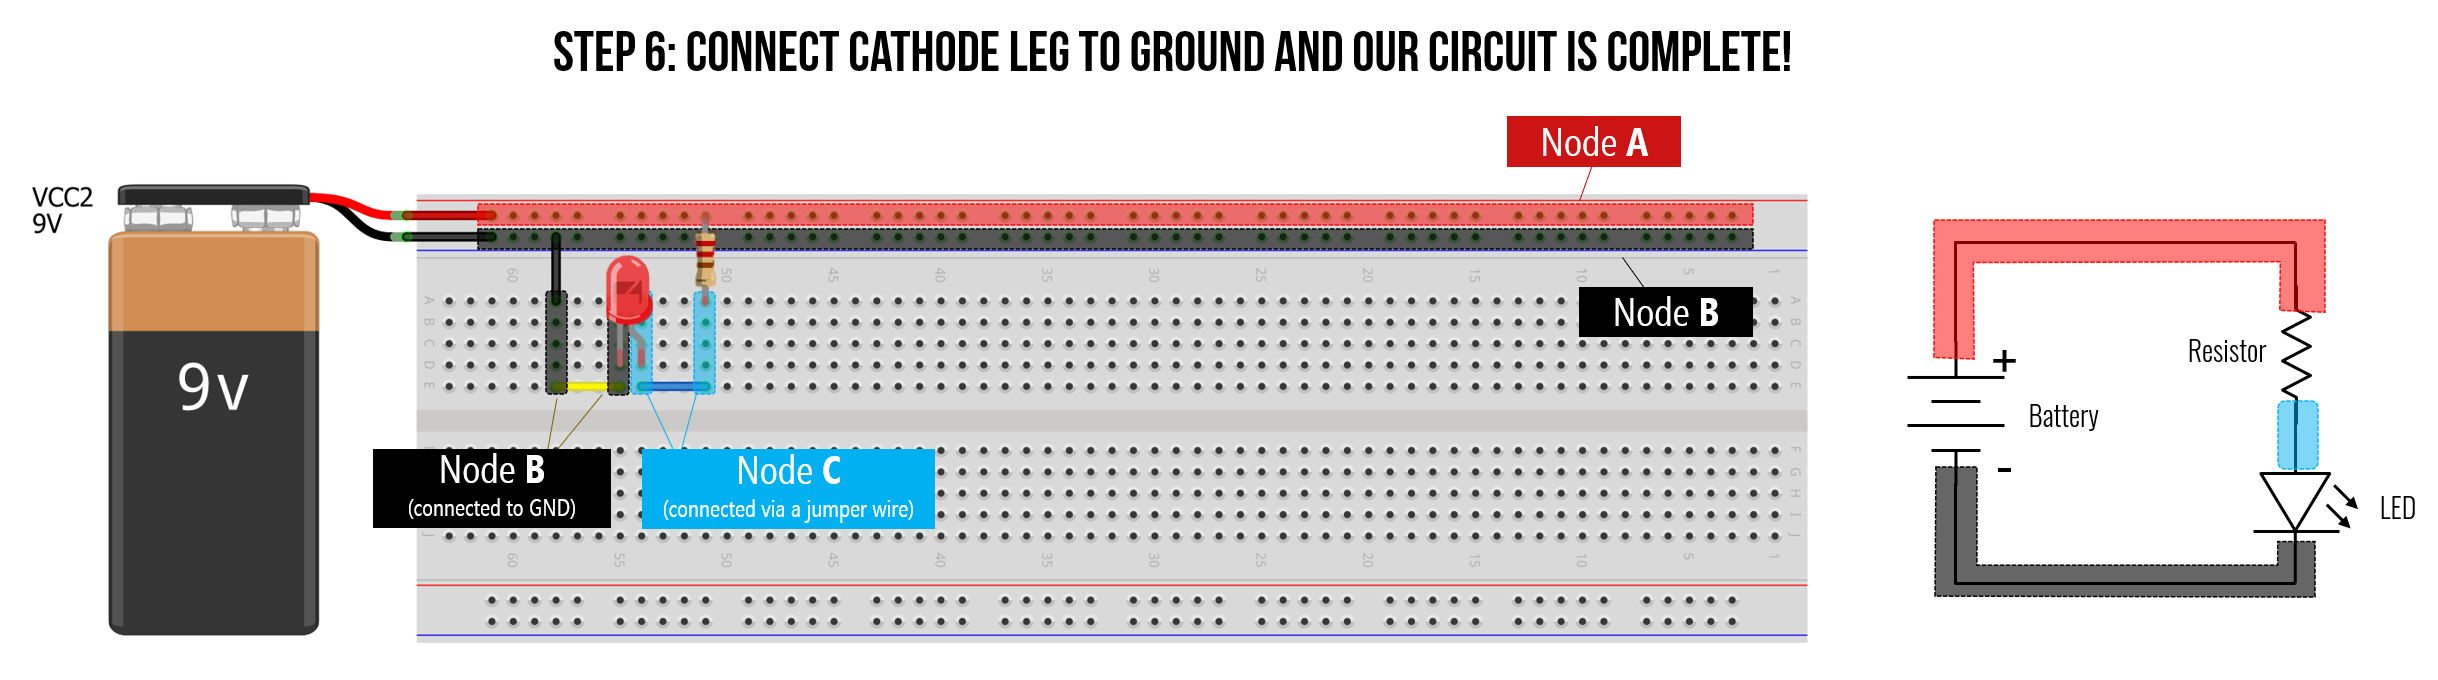 STEP 6: CONNECT CATHODE LEG TO GROUND AND OUR CIRCUIT IS COMPLETE!
Node A
VCC2
9V
60 50 45 40 35 30 25 20 15 10 5 1
A A
B B
C C
D D
E E
Node B
9v
Node B
(connected to GND)
Node C
(connected via a jumper wire)
F
G
H
I
J J
60 55 50 45 40 35 30 25 20 15 10 5 1
+
Battery
-
Resistor
LED